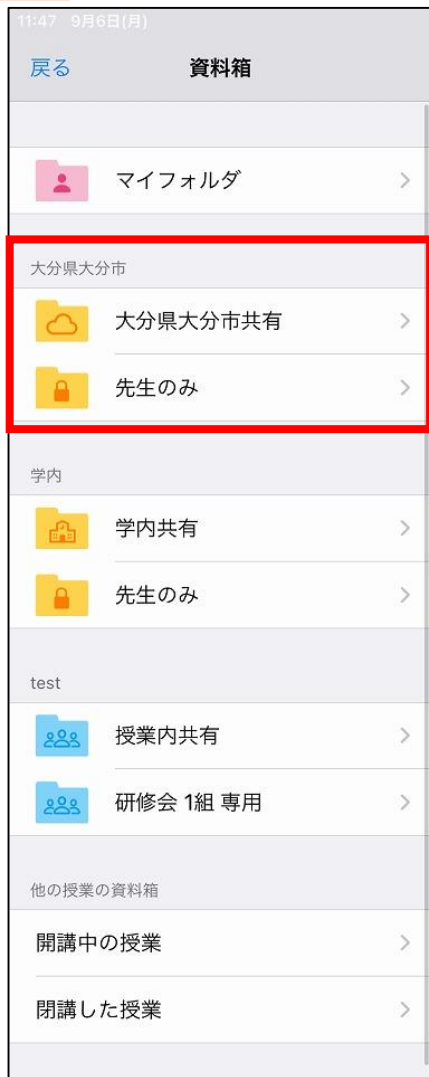 11:47 9月6日(月)
戻る 資料箱
マイフォルダ
大分県大分市
大分県大分市共有
先生のみ
学内
学内共有
先生のみ
test
授業内共有
研修会 1組 専用
他の授業の資料箱
開講中の授業
閉講した授業